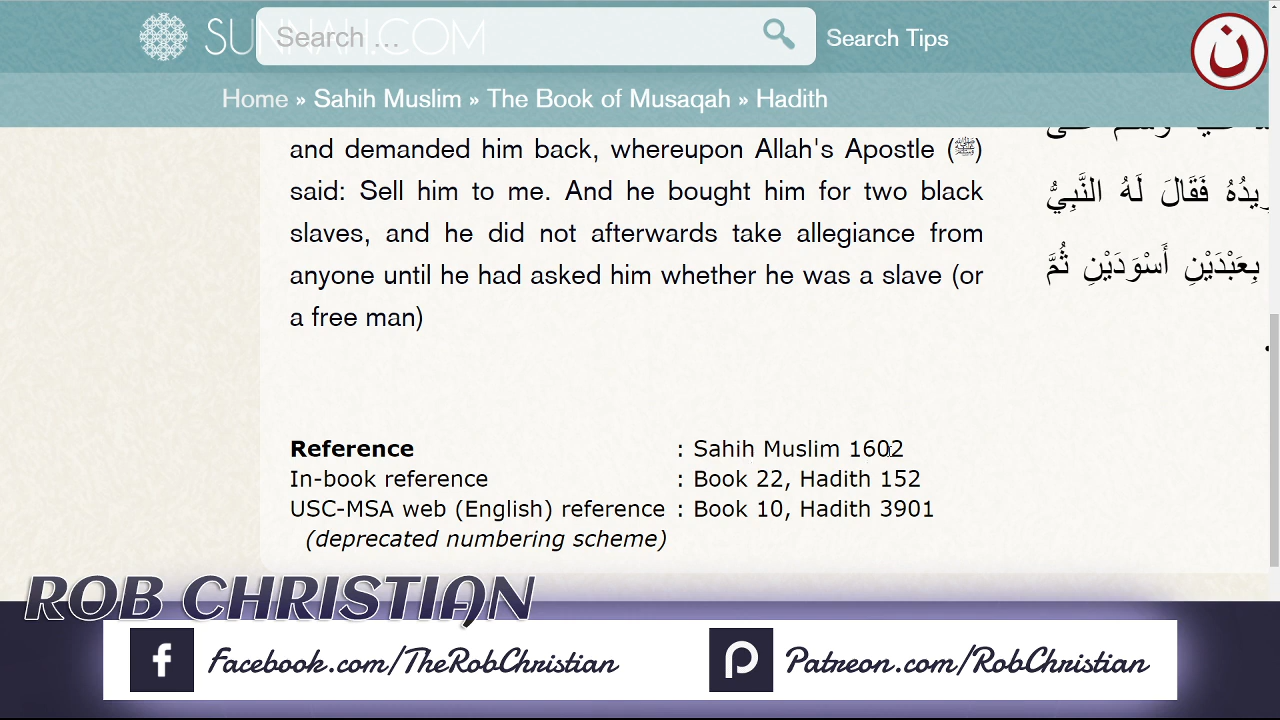 SUNNAH.COM
Search ...
Search Tips
ن
Home » Sahih Muslim » The Book of Musaqah » Hadith
and demanded him back, whereupon Allah's Apostle (ﷺ)
said: Sell him to me. And he bought him for two black
slaves, and he did not afterwards take allegiance from
anyone until he had asked him whether he was a slave (or
a free man)
يدُهُ فَقَالَ لَهُ النَّبِيُّ
بِعَبْدَيْنِ أَسْوَدَيْنِ ثُمَّ
Reference : Sahih Muslim 1602
In-book reference : Book 22, Hadith 152
USC-MSA web (English) reference : Book 10, Hadith 3901
(deprecated numbering scheme)
ROB CHRISTIAN
f Facebook.com/TheRobChristian
Patreon.com/RobChristian